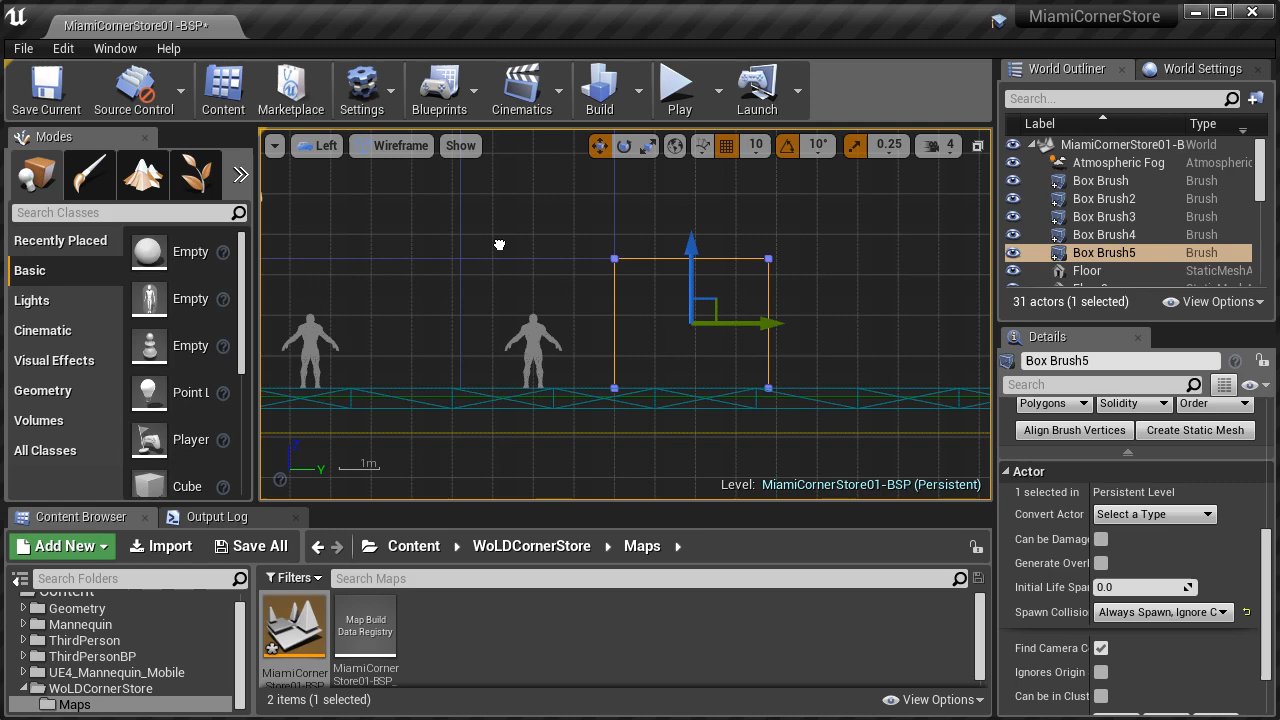 MiamiCornerStore01-BSP*
MiamiCornerStore
File Edit Window Help
Save Current
Source Control
Content
Marketplace
Settings
Blueprints
Cinematics
Build
Play
Launch
Modes
Search Classes
Recently Placed
Basic
Lights
Cinematic
Visual Effects
Geometry
Volumes
All Classes
Empty
Empty
Empty
Point L
Player
Cube
Left
Wireframe
Show
10
10°
0.25
4
Z
Y
1m
Level: MiamiCornerStore01-BSP (Persistent)
World Outliner
World Settings
Search...
Label Type
MiamiCornerStore01-B World
Atmospheric Fog Atmospheric
Box Brush Brush
Box Brush2 Brush
Box Brush3 Brush
Box Brush4 Brush
Box Brush5 Brush
Floor StaticMeshA
31 actors (1 selected)
View Options
Details
Box Brush5
Search
Polygons Solidity Order
Align Brush Vertices
Create Static Mesh
Actor
1 selected in Persistent Level
Convert Actor Select a Type
Can be Damag
Generate Overl
Initial Life Spa 0.0
Spawn Collisio Always Spawn, Ignore C
Find Camera C
Ignores Origin
Can be in Clust
Content Browser
Output Log
Add New
Import
Save All
Content
WoLDCornerStore
Maps
Search Folders
Content
Geometry
Mannequin
ThirdPerson
ThirdPersonBP
UE4_Mannequin_Mobile
WoLDCornerStore
Maps
Filters
Search Maps
MiamiCorner
Store01-BSP
Map Build
Data Registry
MiamiCorner
Store01-BSP_
2 items (1 selected)
View Options